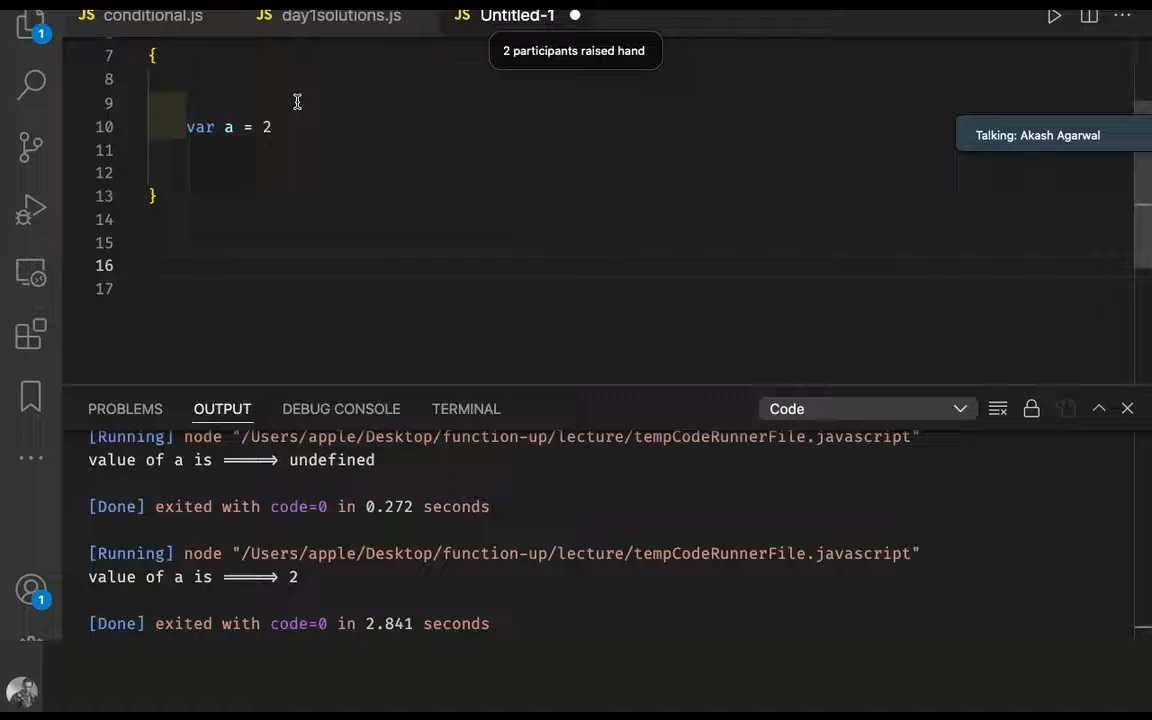 JS conditional.js JS day1solutions.js JS Untitled-1
2 participants raised hand
Talking: Akash Agarwal
7 {
8
9
10 var a = 2
11
12
13 }
14
15
16
17
PROBLEMS OUTPUT DEBUG CONSOLE TERMINAL Code
[Running] node "/Users/apple/Desktop/function-up/lecture/tempCodeRunnerFile.javascript"
value of a is =====> undefined
[Done] exited with code=0 in 0.272 seconds
[Running] node "/Users/apple/Desktop/function-up/lecture/tempCodeRunnerFile.javascript"
value of a is =====> 2
[Done] exited with code=0 in 2.841 seconds
1
1